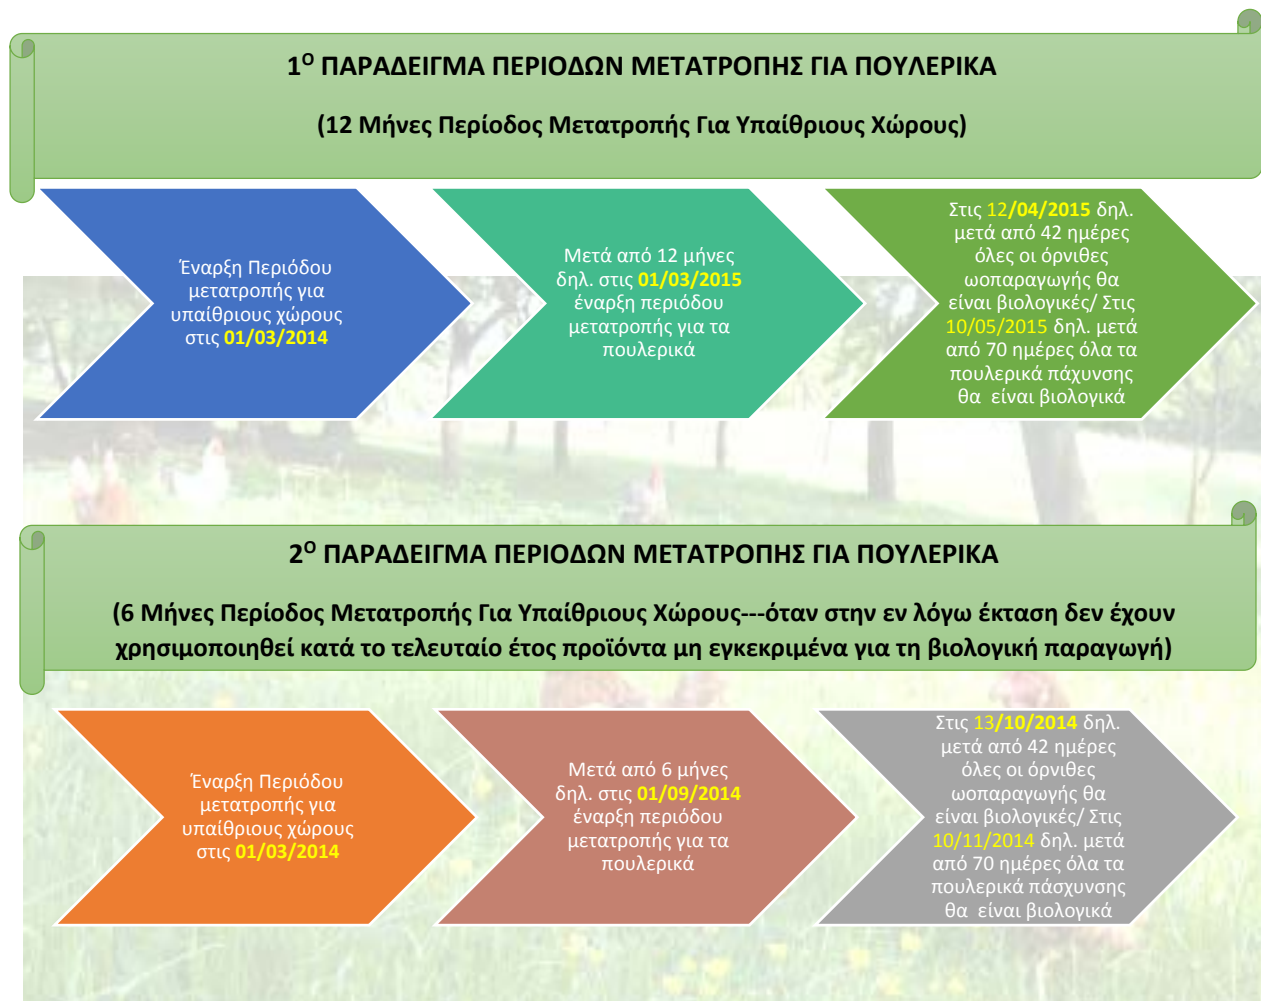 1Ο ΠΑΡΑΔΕΙΓΜΑ ΠΕΡΙΟΔΩΝ ΜΕΤΑΤΡΟΠΗΣ ΓΙΑ ΠΟΥΛΕΡΙΚΑ
(12 Μήνες Περίοδος Μετατροπής Για Υπαίθριους Χώρους)
Έναρξη Περιόδου
μετατροπής για
υπαίθριους χώρους
στις 01/03/2014
Μετά από 12 μήνες
δηλ. στις 01/03/2015
έναρξη περιόδου
μετατροπής για τα
πουλερικά
Στις 12/04/2015 δηλ.
μετά από 42 ημέρες
όλες οι όρνιθες
ωοπαραγωγής θα
είναι βιολογικές/ Στις
10/05/2015 δηλ. μετά
από 70 ημέρες όλα τα
πουλερικά πάχυνσης
θα είναι βιολογικά
2Ο ΠΑΡΑΔΕΙΓΜΑ ΠΕΡΙΟΔΩΝ ΜΕΤΑΤΡΟΠΗΣ ΓΙΑ ΠΟΥΛΕΡΙΚΑ
(6 Μήνες Περίοδος Μετατροπής Για Υπαίθριους Χώρους---όταν στην εν λόγω έκταση δεν έχουν
χρησιμοποιηθεί κατά το τελευταίο έτος προϊόντα μη εγκεκριμένα για τη βιολογική παραγωγή)
Έναρξη Περιόδου
μετατροπής για
υπαίθριους χώρους
στις 01/03/2014
Μετά από 6 μήνες
δηλ. στις 01/09/2014
έναρξη περιόδου
μετατροπής για τα
πουλερικά
Στις 13/10/2014 δηλ.
μετά από 42 ημέρες
όλες οι όρνιθες
ωοπαραγωγής θα
είναι βιολογικές/ Στις
10/11/2014 δηλ. μετά
από 70 ημέρες όλα τα
πουλερικά πάσχυνσης
θα είναι βιολογικά